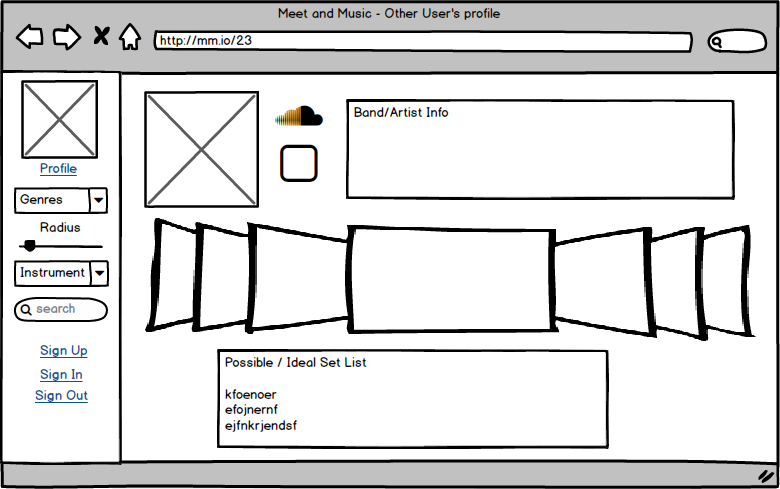 Meet and Music - Other User's profile
http://mm.io/23
Profile
Genres
Radius
Instrument
search
Sign Up
Sign In
Sign Out
Band/Artist Info
Possible / Ideal Set List
kfoenoer
efojnernf
ejfnkrjendsf